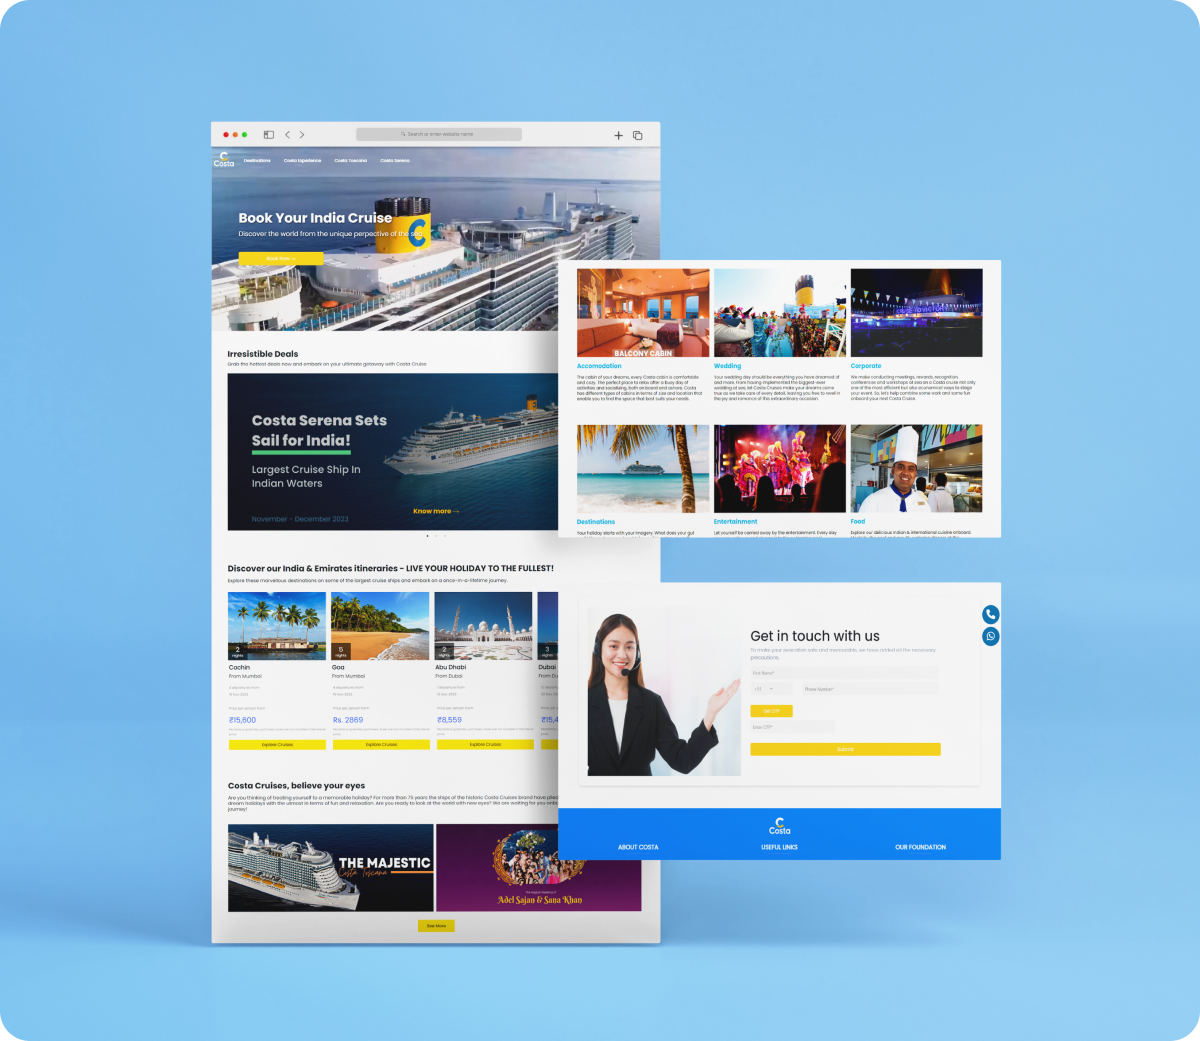 Search or enter website name
Costa
Destinations
Costa Experience
Costa Toscana
Costa Serena
Book Your India Cruise
Discover the world from the unique perpective of the sea
Book Now
Irresistible Deals
Grab the hottest deals now and embark on your ultimate getaway with Costa Cruise
Costa Serena Sets
Sail for India!
Largest Cruise Ship In
Indian Waters
Know more
November - December 2023
Discover our India & Emirates itineraries - LIVE YOUR HOLIDAY TO THE FULLEST!
Explore these marvellous destinations on some of the largest cruise ships and embark on a once-in-a-lifetime journey.
2
nights
Cochin
From Mumbai
₹15,600
Explore Cruises
5
nights
Goa
From Mumbai
Rs. 2869
Explore Cruises
2
nights
Abu Dhabi
From Dubai
₹8,559
Explore Cruises
3
nights
Dubai
From Dub
₹15,4
Costa Cruises, believe your eyes
Are you thinking of treating yourself to a memorable holiday? For more than 75 years the ships of the historic Costa Cruises brand have
dream holidays with the utmost in terms of fun and relaxation. Are you ready to look at the world with new eyes? We are waiting for you
journey!
THE MAJESTIC
Costa Toscana
Adel Sajan & Sana Khan
See More
BALCONY CABIN
Accomodation
The cabin of your dreams, every Costa cabin is comfortable
and cosy. The perfect place to relax after a busy day of
activities and socializing, both on board and ashore. Costa
has different types of cabins in terms of size and location that
enable you to find the space that best suits your needs.
Wedding
Your wedding day should be everything you have dreamed of
and more. From having implemented the biggest-ever
wedding at sea, let Costa Cruises make your dreams come
true as we take care of every detail, leaving you free to revel in
the joy and romance of this extraordinary occasion.
Corporate
We make conducting meetings, rewards, recognition,
conferences and workshops at sea on a Costa cruise not only
one of the most efficient but also economical ways to stage
your event. So, let's help combine some work and some fun
onboard your next Costa Cruise.
Destinations
Your holiday starts with your imagery. What does your gut
Entertainment
Let yourself be carried away by the entertainment. Every day
Food
Explore our delicious Indian & international cuisine onboard.
Get in touch with us
To make your execution safe and memorable, we have added all the necessary
precautions.
First Name*
+91
Phone Number*
Get OTP
Enter OTP*
Submit
Costa
ABOUT COSTA
USEFUL LINKS
OUR FOUNDATION